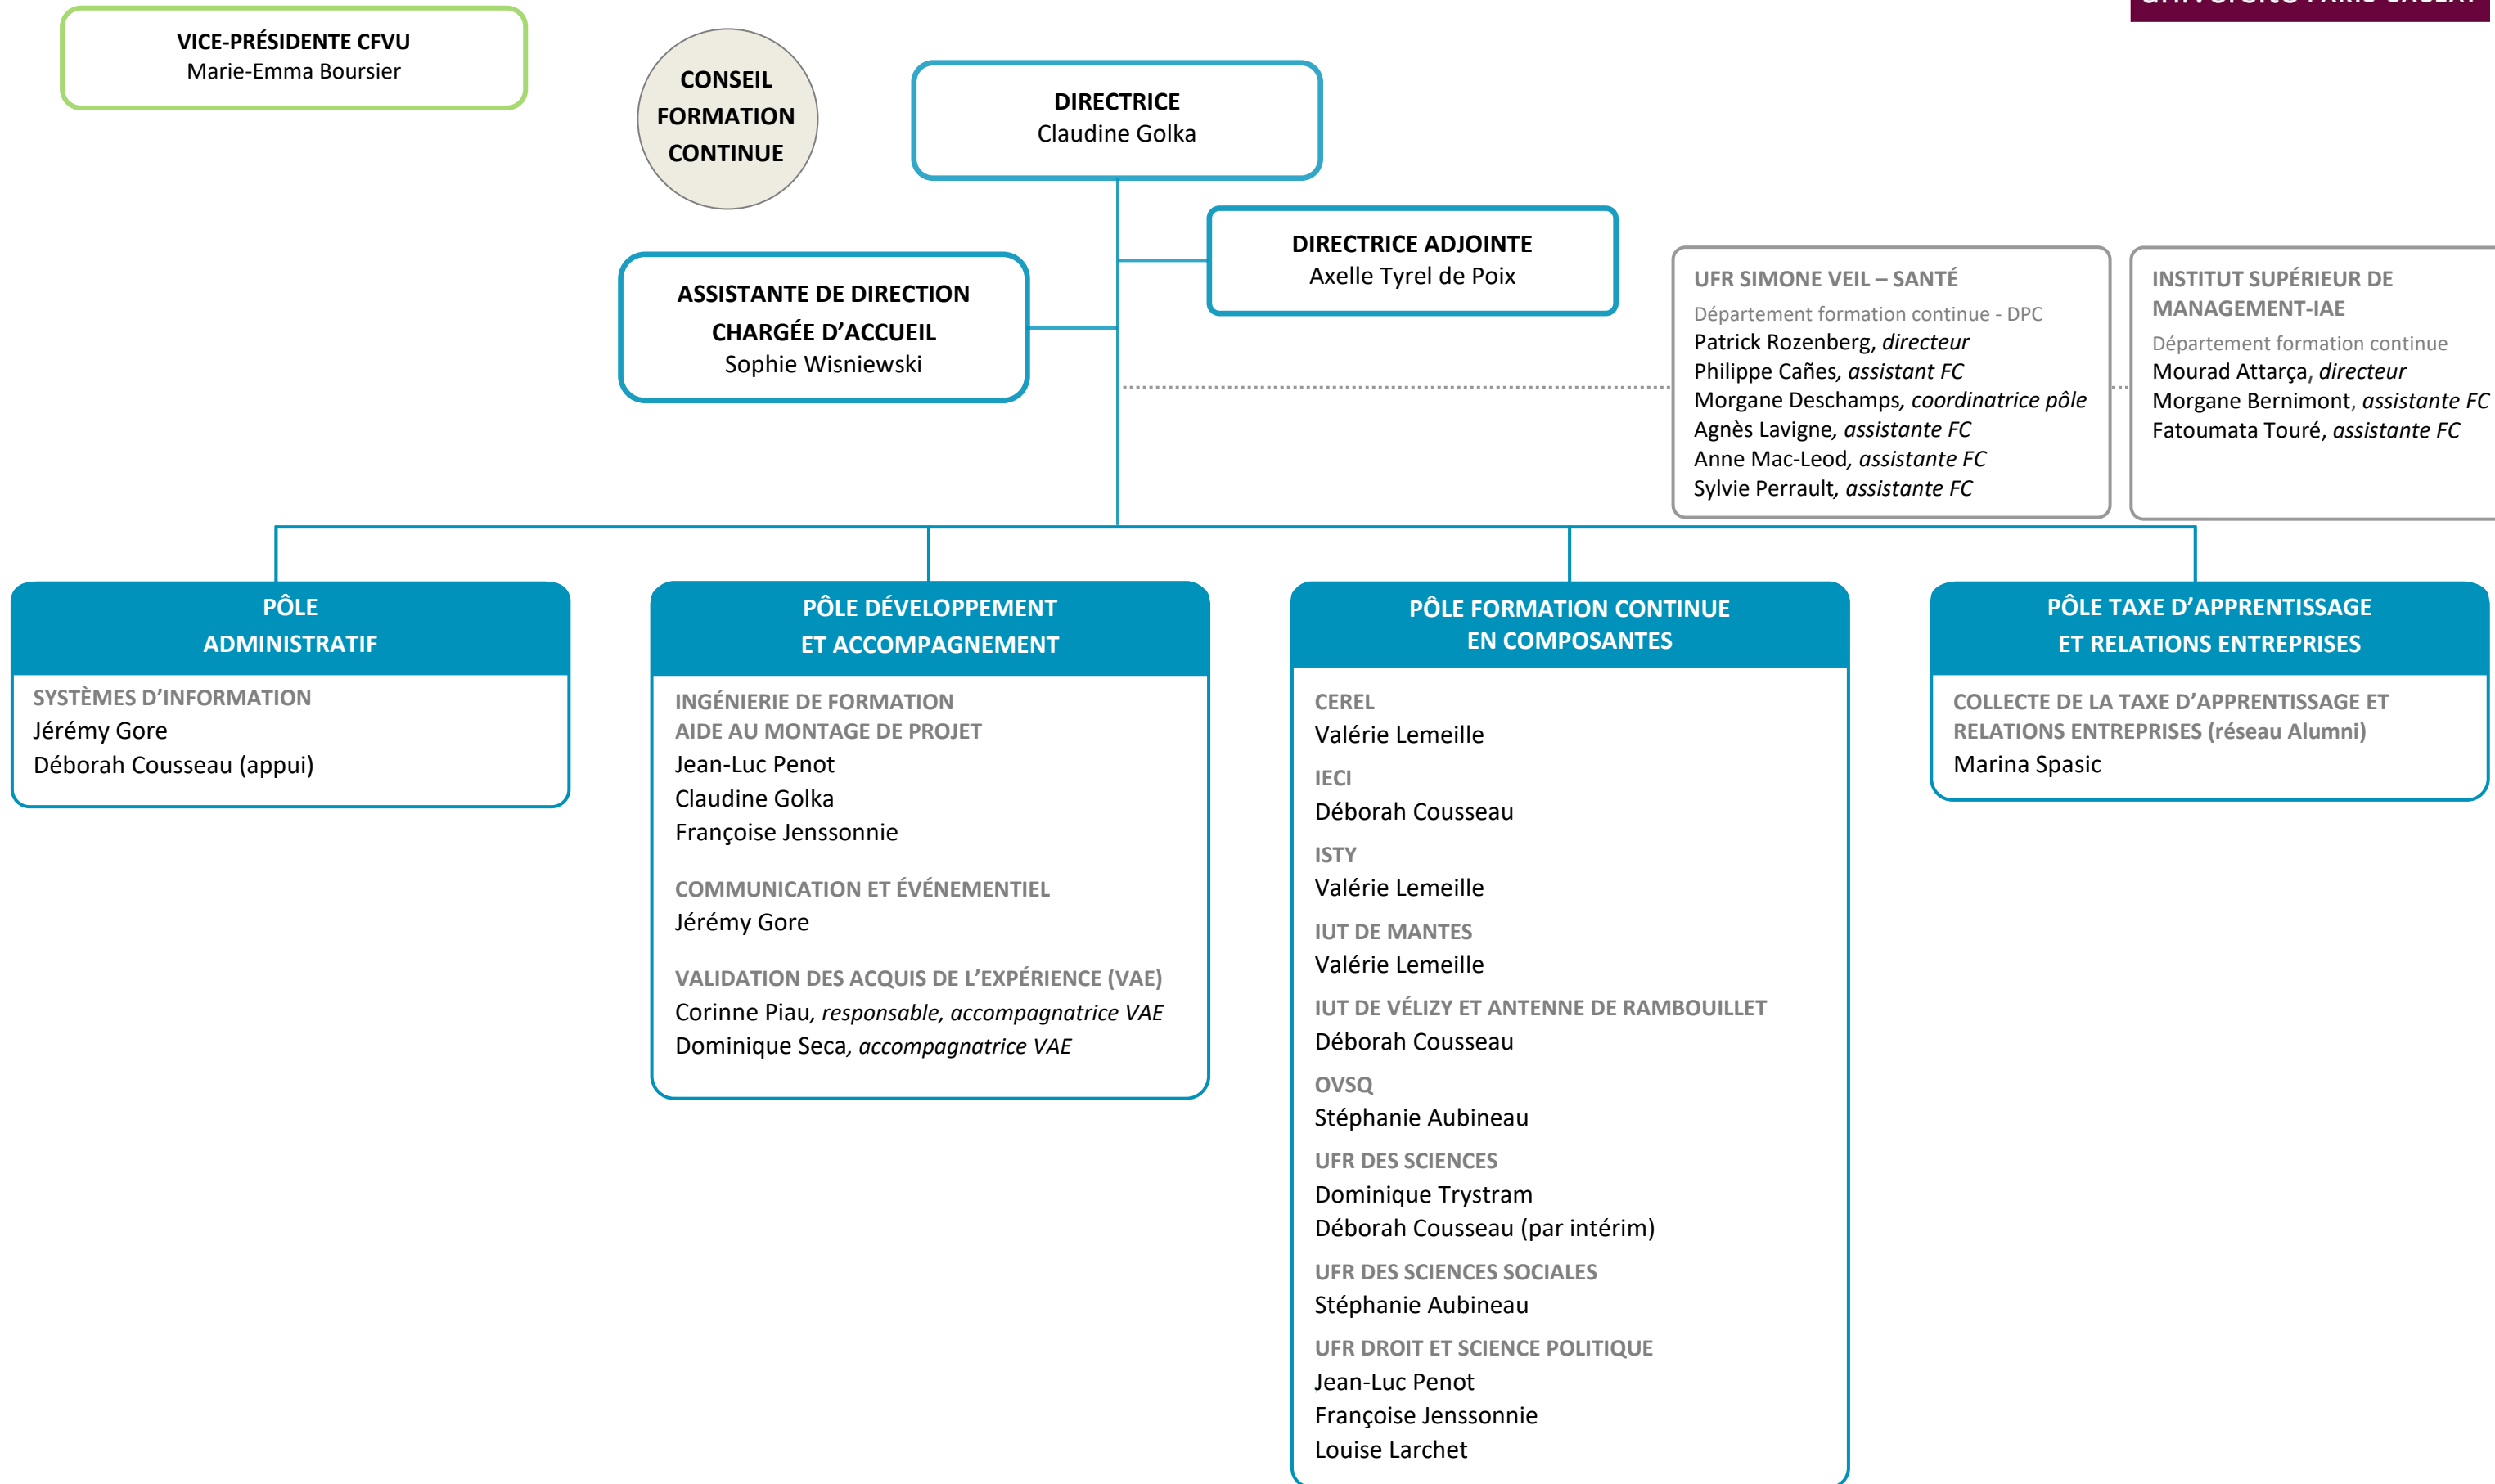 VICE-PRÉSIDENTE CFVU
Marie-Emma Boursier
CONSEIL
FORMATION
CONTINUE
DIRECTRICE
Claudine Golka
DIRECTRICE ADJOINTE
Axelle Tyrel de Poix
ASSISTANTE DE DIRECTION
CHARGÉE D’ACCUEIL
Sophie Wisniewski
UFR SIMONE VEIL – SANTÉ
Département formation continue - DPC
Patrick Rozenberg, directeur
Philippe Cañes, assistant FC
Morgane Deschamps, coordinatrice pôle
Agnès Lavigne, assistante FC
Anne Mac-Leod, assistante FC
Sylvie Perrault, assistante FC
INSTITUT SUPÉRIEUR DE
MANAGEMENT-IAE
Département formation continue
Mourad Attarça, directeur
Morgane Bernimont, assistante FC
Fatoumata Touré, assistante FC
PÔLE
ADMINISTRATIF
SYSTÈMES D’INFORMATION
Jérémy Gore
Déborah Cousseau (appui)
PÔLE DÉVELOPPEMENT
ET ACCOMPAGNEMENT
INGÉNIERIE DE FORMATION
AIDE AU MONTAGE DE PROJET
Jean-Luc Penot
Claudine Golka
Françoise Jenssonnie
COMMUNICATION ET ÉVÉNEMENTIEL
Jérémy Gore
VALIDATION DES ACQUIS DE L’EXPÉRIENCE (VAE)
Corinne Piau, responsable, accompagnatrice VAE
Dominique Seca, accompagnatrice VAE
PÔLE FORMATION CONTINUE
EN COMPOSANTES
CEREL
Valérie Lemeille
IECI
Déborah Cousseau
ISTY
Valérie Lemeille
IUT DE MANTES
Valérie Lemeille
IUT DE VÉLIZY ET ANTENNE DE RAMBOUILLET
Déborah Cousseau
OVSQ
Stéphanie Aubineau
UFR DES SCIENCES
Dominique Trystram
Déborah Cousseau (par intérim)
UFR DES SCIENCES SOCIALES
Stéphanie Aubineau
UFR DROIT ET SCIENCE POLITIQUE
Jean-Luc Penot
Françoise Jenssonnie
Louise Larchet
PÔLE TAXE D’APPRENTISSAGE
ET RELATIONS ENTREPRISES
COLLECTE DE LA TAXE D’APPRENTISSAGE ET
RELATIONS ENTREPRISES (réseau Alumni)
Marina Spasic